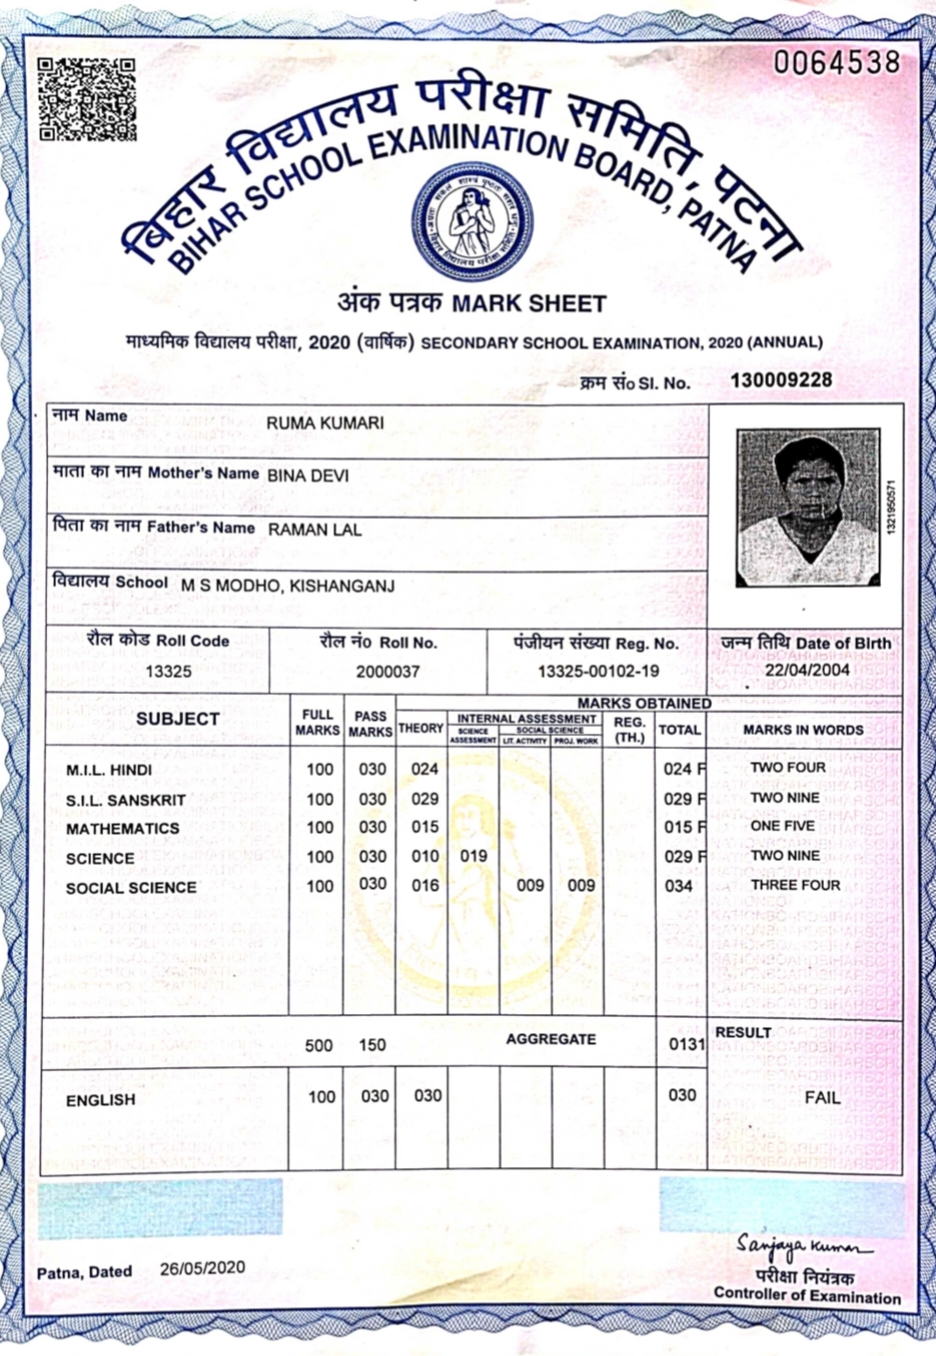 0064538
बिहार विद्यालय परीक्षा समिति, पटना
BIHAR SCHOOL EXAMINATION BOARD, PATNA
अंक पत्रक MARK SHEET
माध्यमिक विद्यालय परीक्षा, 2020 (वार्षिक) SECONDARY SCHOOL EXAMINATION, 2020 (ANNUAL)
क्रम सं० Sl. No. 130009228
नाम Name RUMA KUMARI
माता का नाम Mother's Name BINA DEVI
पिता का नाम Father's Name RAMAN LAL
विद्यालय School M S MODHO, KISHANGANJ
1321950571
रौल कोड Roll Code रौल नं० Roll No. पंजीयन संख्या Reg. No. जन्म तिथि Date of Birth
13325 2000037 13325-00102-19 22/04/2004
SUBJECT FULL MARKS PASS MARKS MARKS OBTAINED
THEORY INTERNAL ASSESSMENT REG. (TH.) TOTAL MARKS IN WORDS
SCIENCE ASSESSMENT SOCIAL SCIENCE
LIT. ACTIVITY PROJ. WORK
M.I.L. HINDI 100 030 024 024 F TWO FOUR
S.I.L. SANSKRIT 100 030 029 029 F TWO NINE
MATHEMATICS 100 030 015 015 F ONE FIVE
SCIENCE 100 030 010 019 029 F TWO NINE
SOCIAL SCIENCE 100 030 016 009 009 034 THREE FOUR
500 150 AGGREGATE 0131 RESULT
ENGLISH 100 030 030 030 FAIL
Sanjaya Kumar
Patna, Dated 26/05/2020
परीक्षा नियंत्रक
Controller of Examination